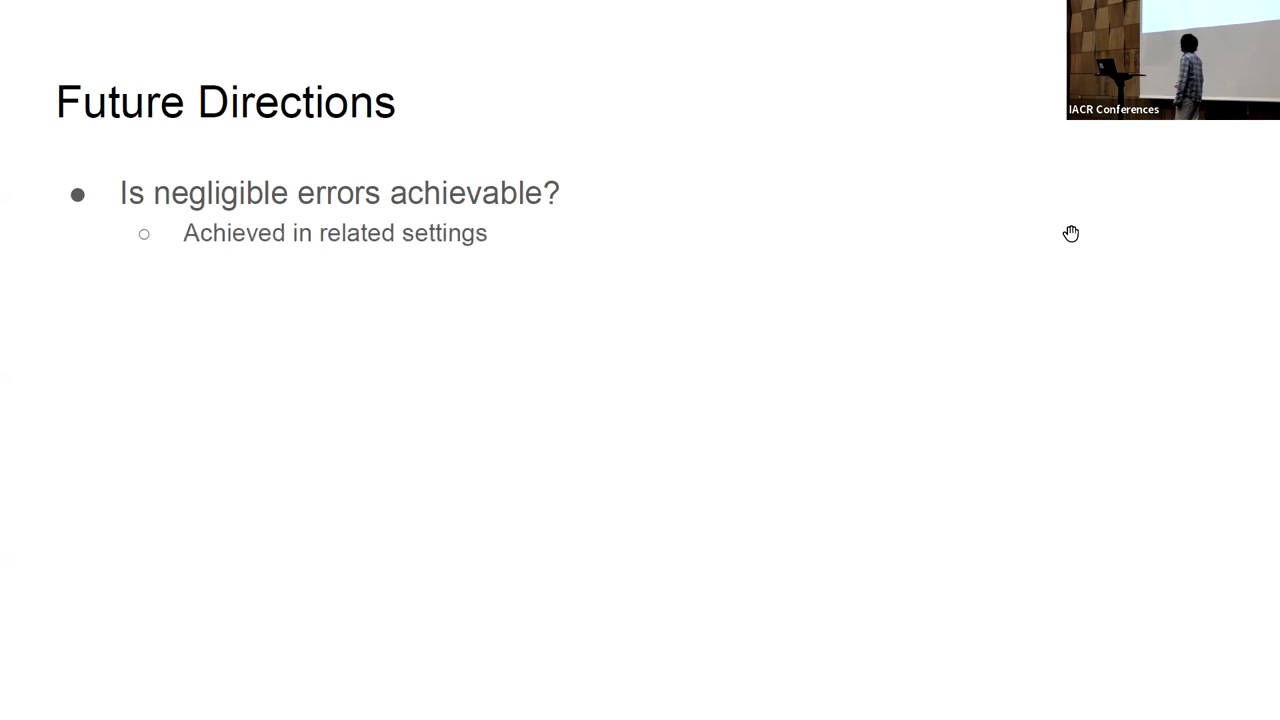 Future Directions
● Is negligible errors achievable?
○ Achieved in related settings
IACR Conferences